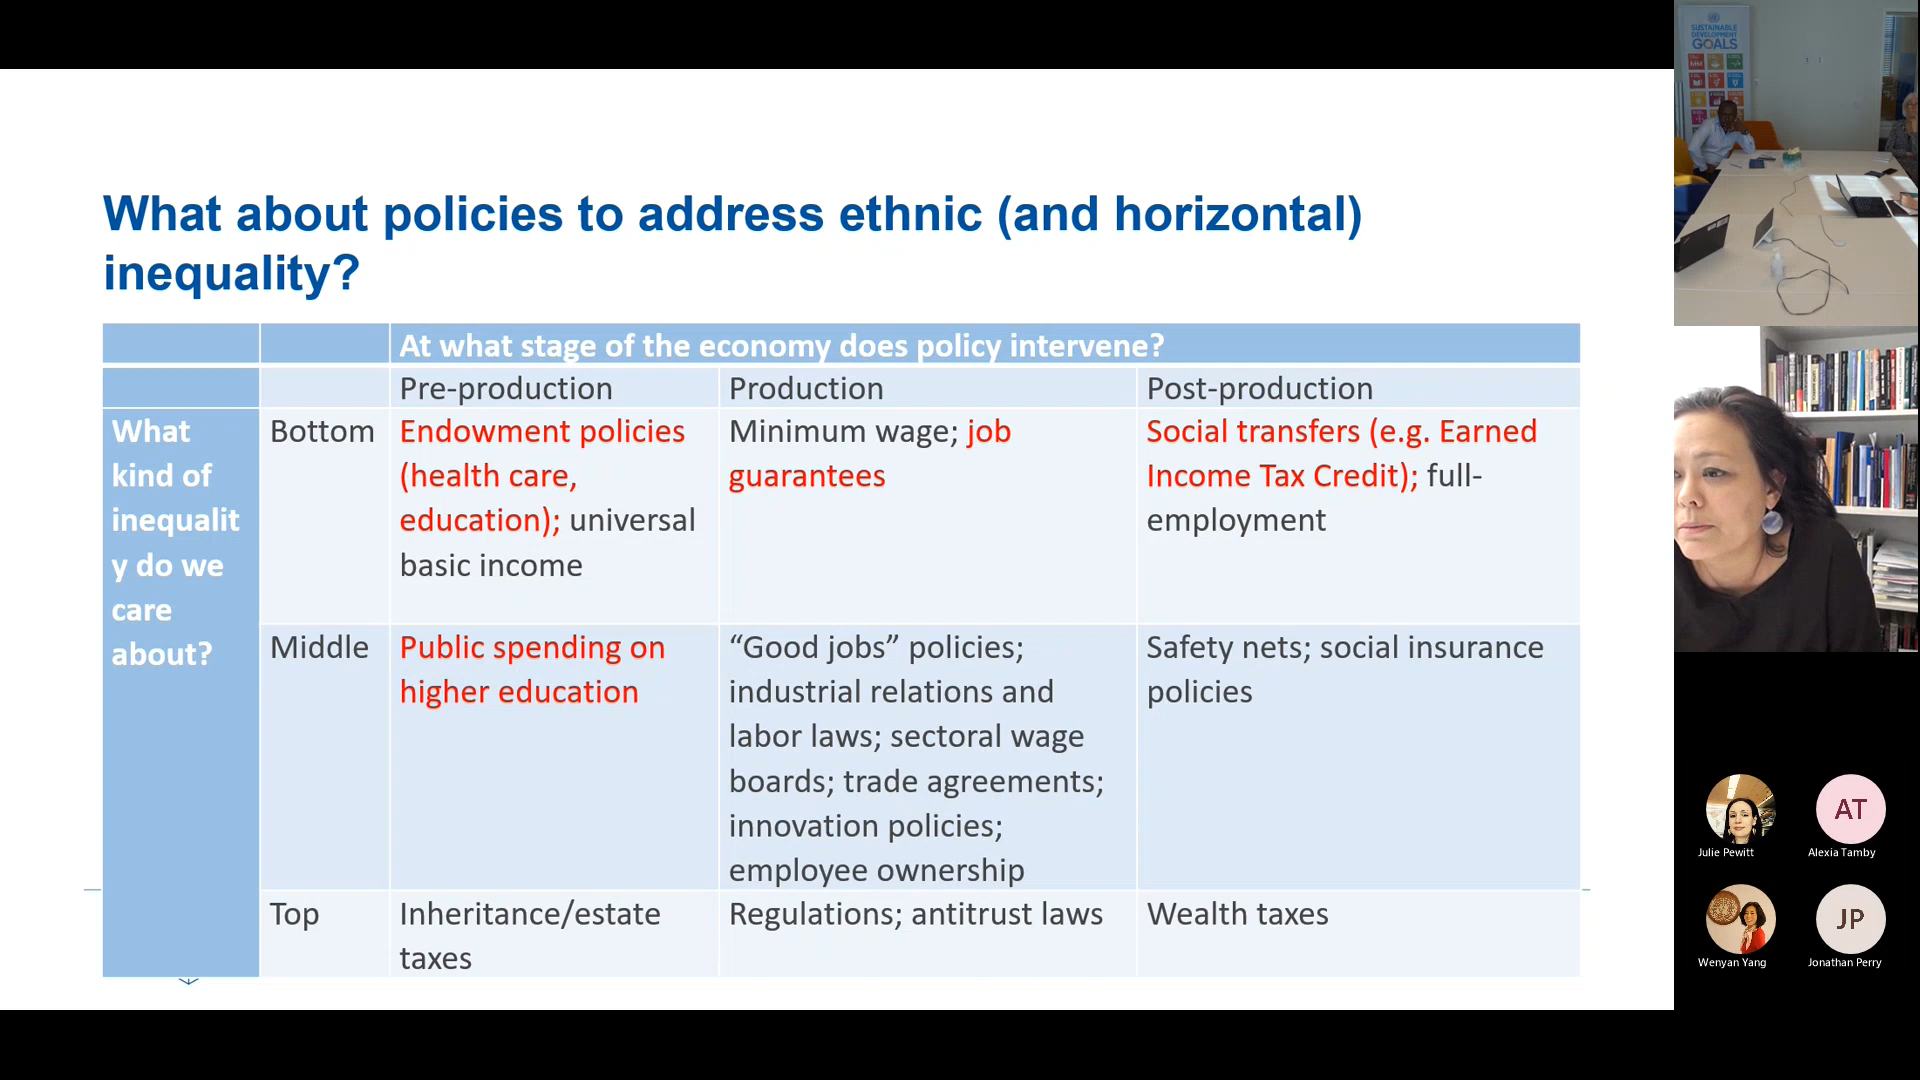 What about policies to address ethnic (and horizontal)
inequality?
At what stage of the economy does policy intervene?
Pre-production
Production
Post-production
What
kind of
inequalit
y do we
care
about?
Bottom
Endowment policies
(health care,
education); universal
basic income
Minimum wage; job
guarantees
Social transfers (e.g. Earned
Income Tax Credit); full-
employment
Middle
Public spending on
higher education
“Good jobs” policies;
industrial relations and
labor laws; sectoral wage
boards; trade agreements;
innovation policies;
employee ownership
Safety nets; social insurance
policies
Top
Inheritance/estate
taxes
Regulations; antitrust laws
Wealth taxes
SUSTAINABLE
DEVELOPMENT
GOALS
AT
Julie Pewitt
Alexia Tamby
JP
Wenyan Yang
Jonathan Perry